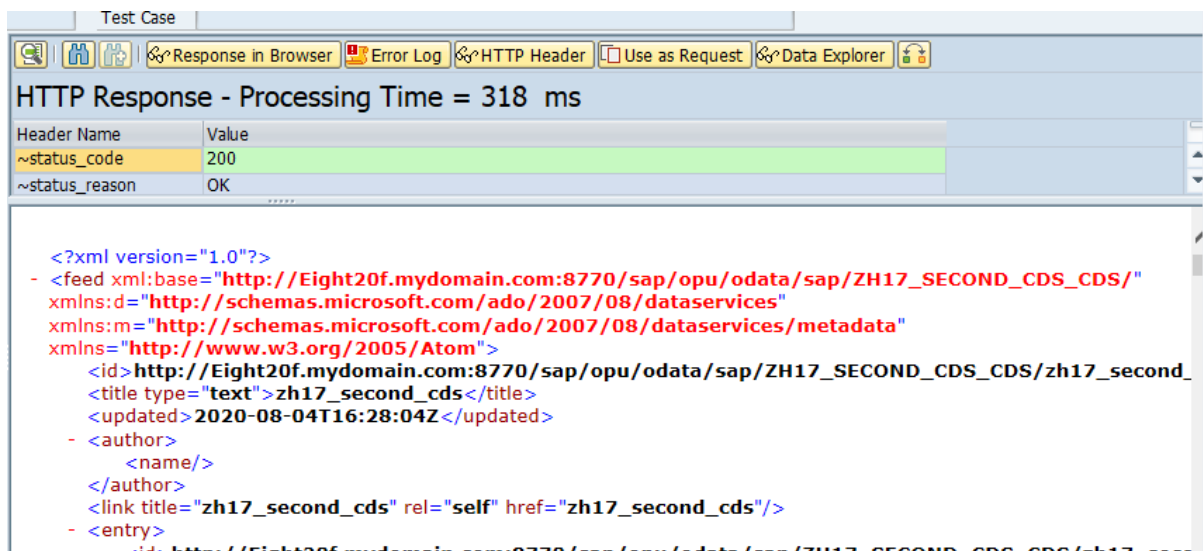 Test Case
Response in Browser Error Log HTTP Header Use as Request Data Explorer
HTTP Response - Processing Time = 318 ms
Header Name Value
~status_code 200
~status_reason OK
<?xml version="1.0"?>
- <feed xml:base="http://Eight20f.mydomain.com:8770/sap/opu/odata/sap/ZH17_SECOND_CDS_CDS/"
xmlns:d="http://schemas.microsoft.com/ado/2007/08/dataservices"
xmlns:m="http://schemas.microsoft.com/ado/2007/08/dataservices/metadata"
xmlns="http://www.w3.org/2005/Atom">
<id>http://Eight20f.mydomain.com:8770/sap/opu/odata/sap/ZH17_SECOND_CDS_CDS/zh17_second_
<title type="text">zh17_second_cds</title>
<updated>2020-08-04T16:28:04Z</updated>
- <author>
<name/>
</author>
<link title="zh17_second_cds" rel="self" href="zh17_second_cds"/>
- <entry>